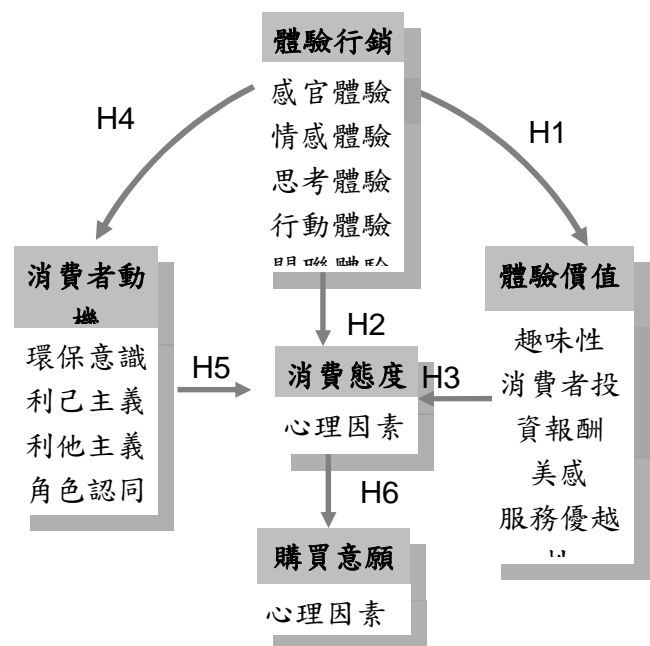 體驗行銷
感官體驗
情感體驗
思考體驗
行動體驗
H4
H1
消費者動
環保意識
利己主義
利他主義
角色認同
體驗價值
趣味性
消費者投
資報酬
美感
服務優越
H2
H5
消費態度
心理因素
H3
H6
購買意願
心理因素